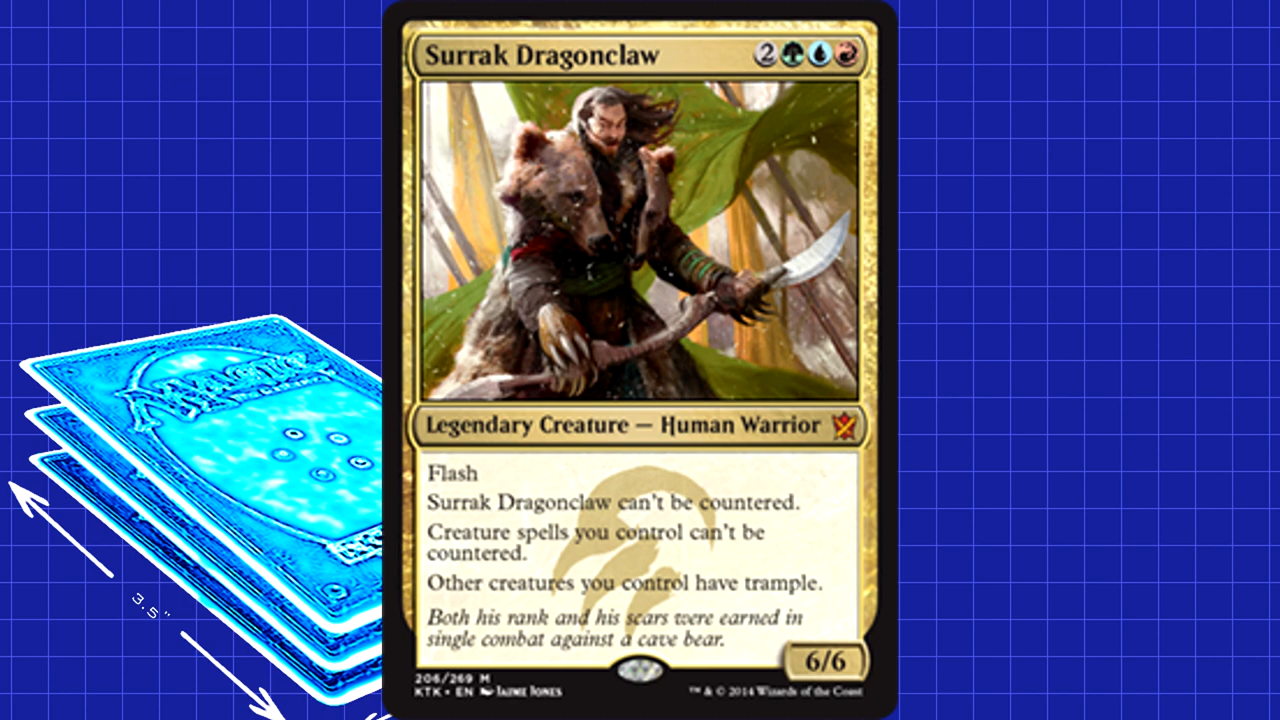 Surrak Dragonclaw 2
Legendary Creature — Human Warrior
Flash
Surrak Dragonclaw can't be countered.
Creature spells you control can't be
countered.
Other creatures you control have trample.
Both his rank and his scars were earned in
single combat against a cave bear.
6/6
206/269 M
KTK • EN Jaime Jones
™ & © 2014 Wizards of the Coast
Magic
3.5"